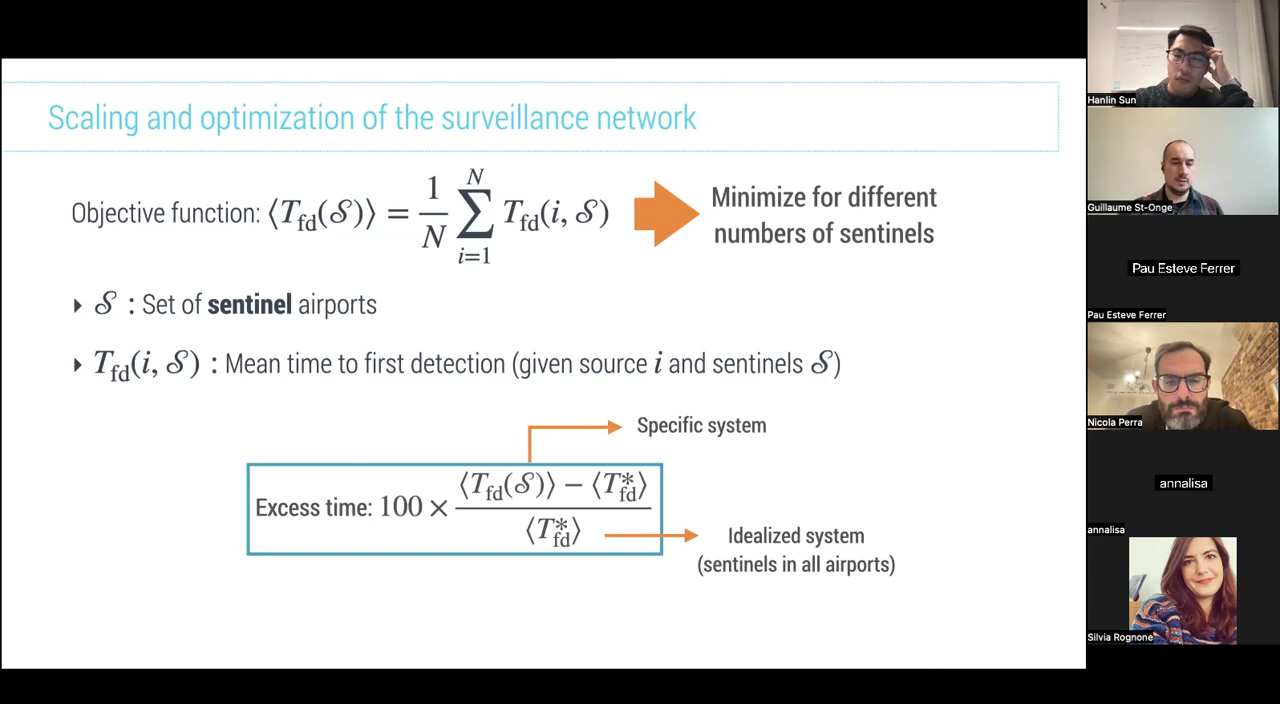 Scaling and optimization of the surveillance network
Objective function: ⟨T_fd(𝒮)⟩ = 1/N ∑_{i=1}^{N} T_fd(i, 𝒮)
Minimize for different
numbers of sentinels
▸ 𝒮 : Set of sentinel airports
▸ T_fd(i, 𝒮) : Mean time to first detection (given source i and sentinels 𝒮)
Specific system
Excess time: 100 × (⟨T_fd(𝒮)⟩ − ⟨T*_fd⟩) / ⟨T*_fd⟩
Idealized system
(sentinels in all airports)
Hanlin Sun
Guillaume St-Onge
Pau Esteve Ferrer
Pau Esteve Ferrer
Nicola Perra
annalisa
annalisa
Silvia Rognone